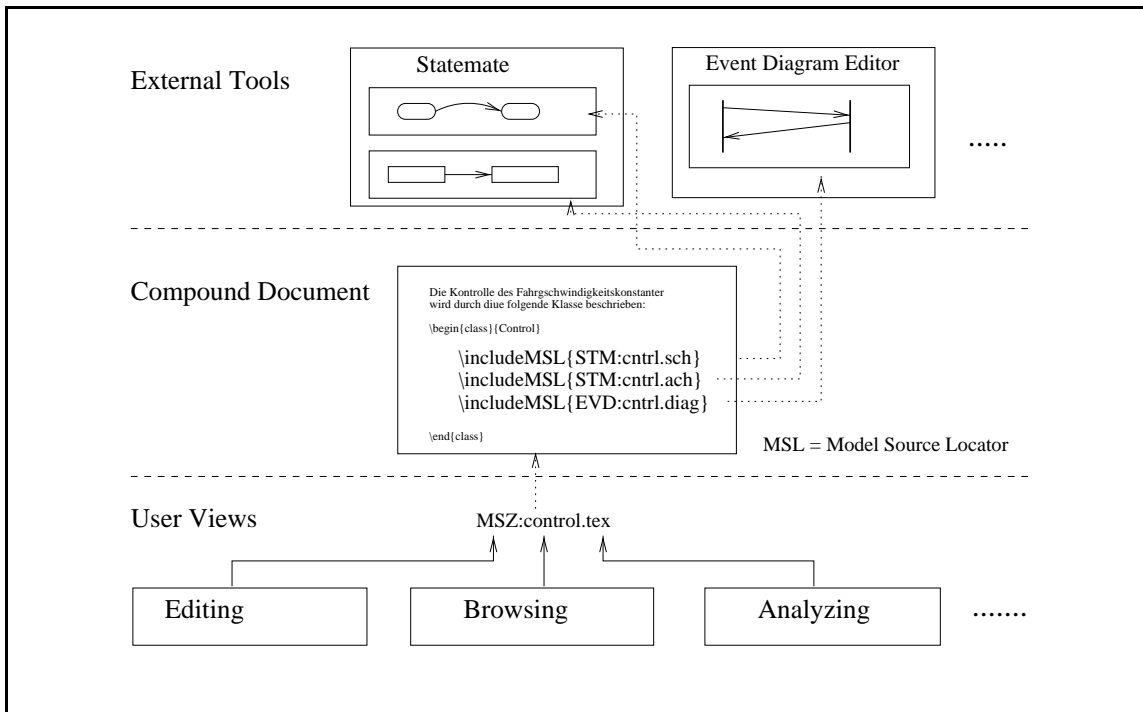 External Tools
Statemate
Event Diagram Editor
.....
Compound Document
Die Kontrolle des Fahrgschwindigkeitskonstanter
wird durch diue folgende Klasse beschrieben:
\begin{class}{Control}
\includeMSL{STM:cntrl.sch}
\includeMSL{STM:cntrl.ach}
\includeMSL{EVD:cntrl.diag}
\end{class}
MSL = Model Source Locator
User Views
MSZ:control.tex
Editing
Browsing
Analyzing
.......